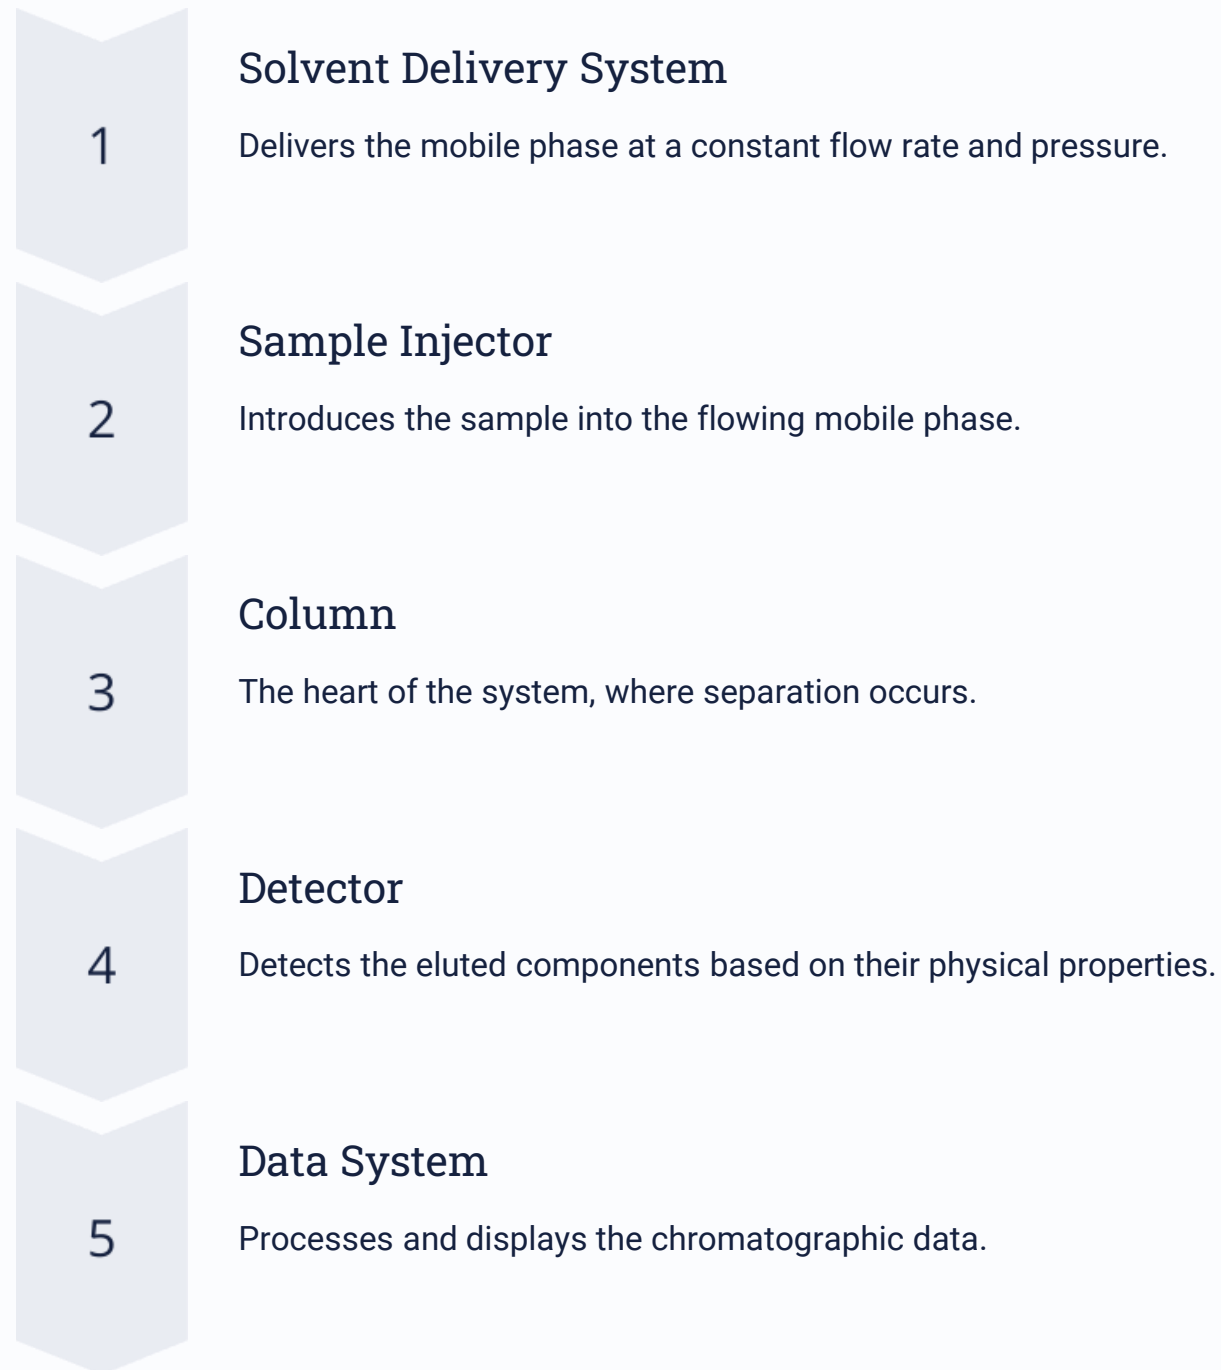 1
Solvent Delivery System
Delivers the mobile phase at a constant flow rate and pressure.
2
Sample Injector
Introduces the sample into the flowing mobile phase.
3
Column
The heart of the system, where separation occurs.
4
Detector
Detects the eluted components based on their physical properties.
5
Data System
Processes and displays the chromatographic data.